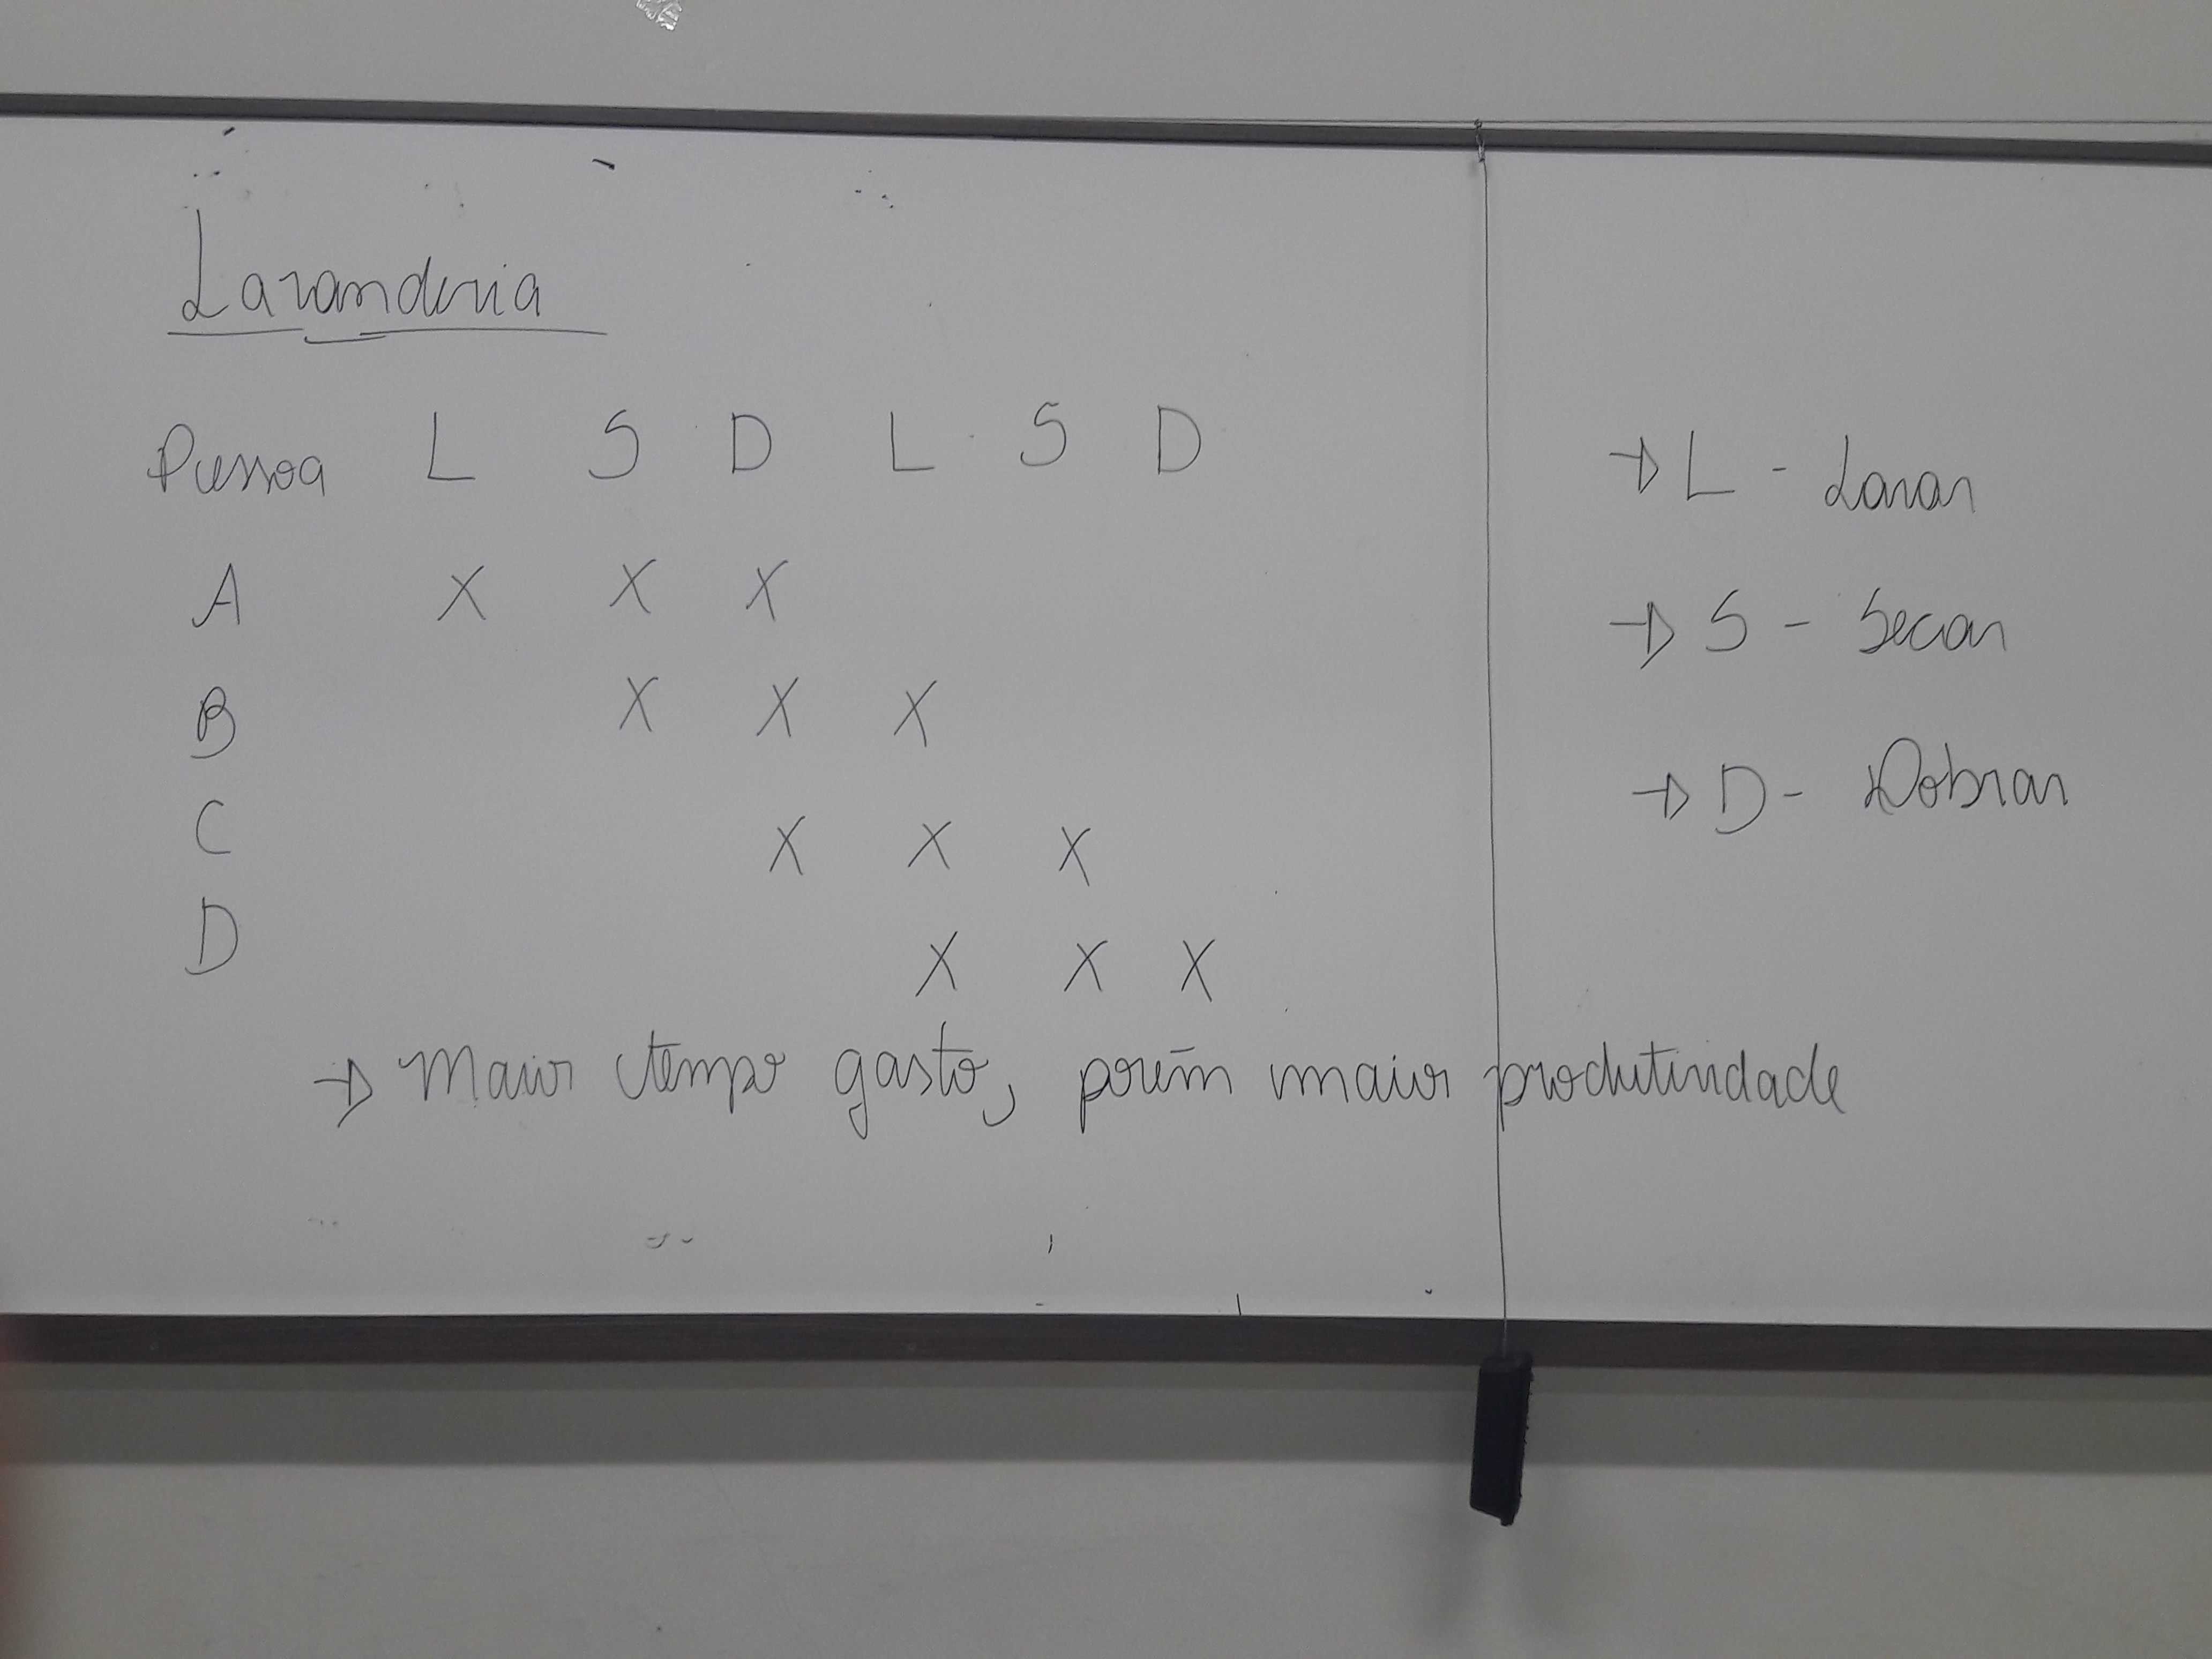 Lavanderia
Pessoa L S D L S D
A X X X
B X X X
C X X X
D X X X
→ Maior tempo gasto, porém maior produtividade
→ L - Lavar
→ S - Secar
→ D - Dobrar